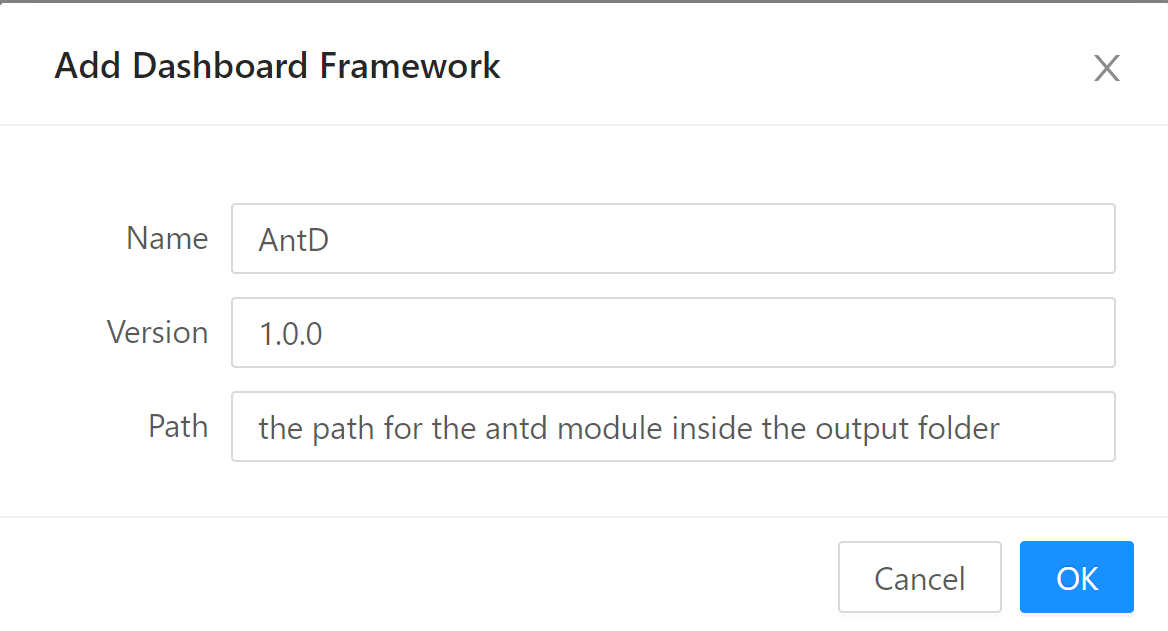 Add Dashboard Framework
Name
AntD
Version
1.0.0
Path
the path for the antd module inside the output folder
Cancel
OK